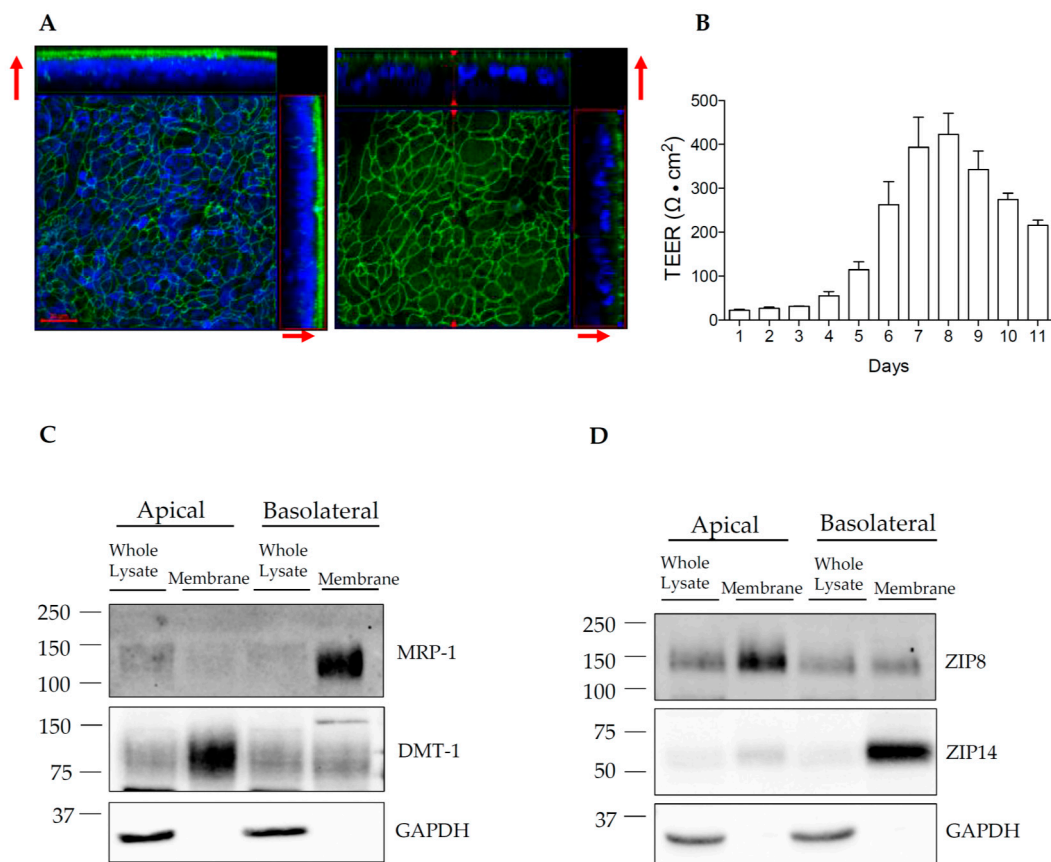 A
B
500
400
300
200
100
0
TEER (Ω • cm²)
1 2 3 4 5 6 7 8 9 10 11
Days
C
Apical Basolateral
Whole Lysate Membrane Whole Lysate Membrane
250
150
100
MRP-1
150
75
DMT-1
37
GAPDH
D
Apical Basolateral
Whole Lysate Membrane Whole Lysate Membrane
250
150
100
ZIP8
75
50
ZIP14
37
GAPDH